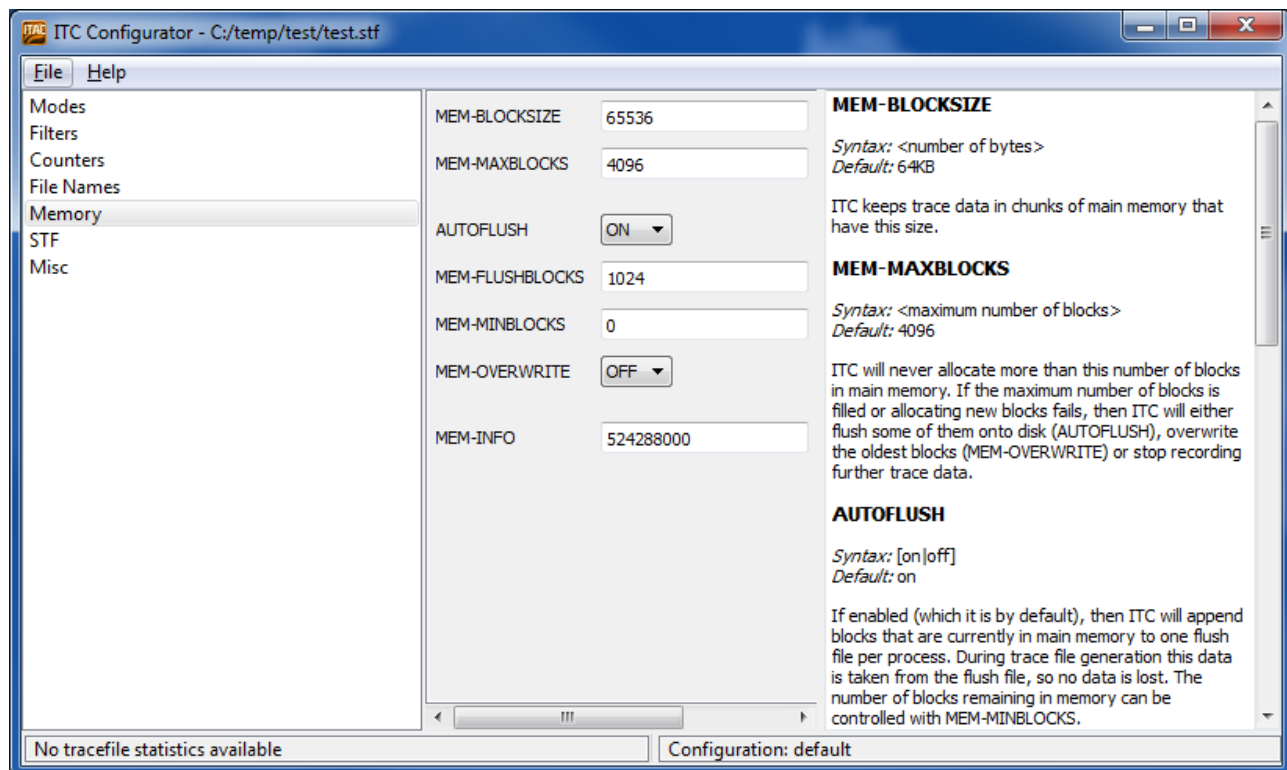 ITAC ITC Configurator - C:/temp/test/test.stf
File Help
Modes
Filters
Counters
File Names
Memory
STF
Misc
MEM-BLOCKSIZE 65536
MEM-MAXBLOCKS 4096
AUTOFLUSH ON
MEM-FLUSHBLOCKS 1024
MEM-MINBLOCKS 0
MEM-OVERWRITE OFF
MEM-INFO 524288000
MEM-BLOCKSIZE
Syntax: <number of bytes>
Default: 64KB
ITC keeps trace data in chunks of main memory that
have this size.
MEM-MAXBLOCKS
Syntax: <maximum number of blocks>
Default: 4096
ITC will never allocate more than this number of blocks
in main memory. If the maximum number of blocks is
filled or allocating new blocks fails, then ITC will either
flush some of them onto disk (AUTOFLUSH), overwrite
the oldest blocks (MEM-OVERWRITE) or stop recording
further trace data.
AUTOFLUSH
Syntax: [on|off]
Default: on
If enabled (which it is by default), then ITC will append
blocks that are currently in main memory to one flush
file per process. During trace file generation this data
is taken from the flush file, so no data is lost. The
number of blocks remaining in memory can be
controlled with MEM-MINBLOCKS.
No tracefile statistics available
Configuration: default